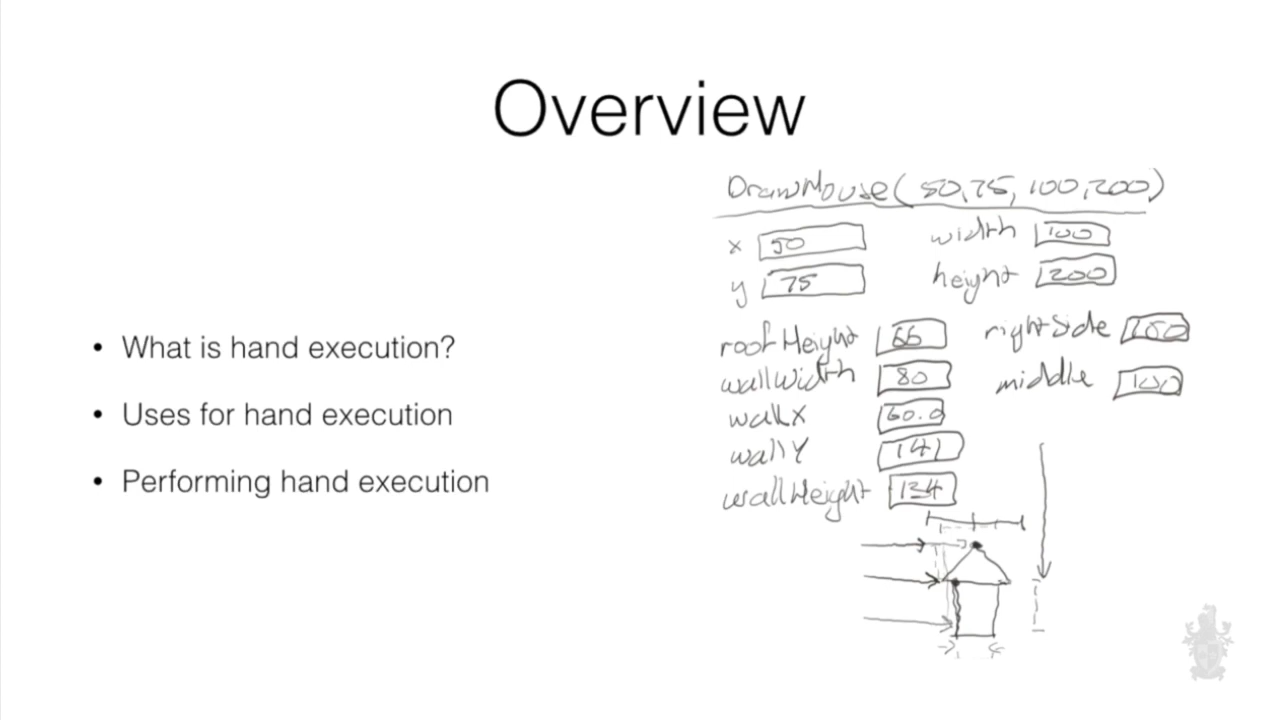 Overview
• What is hand execution?
• Uses for hand execution
• Performing hand execution
DrawHouse( 50,75, 100,200)
x 50 width 100
y 75 height 200
roofHeight 66 rightSide 150
wallWidth 80 middle 100
wallX 60.0
wallY 141
wallHeight 134